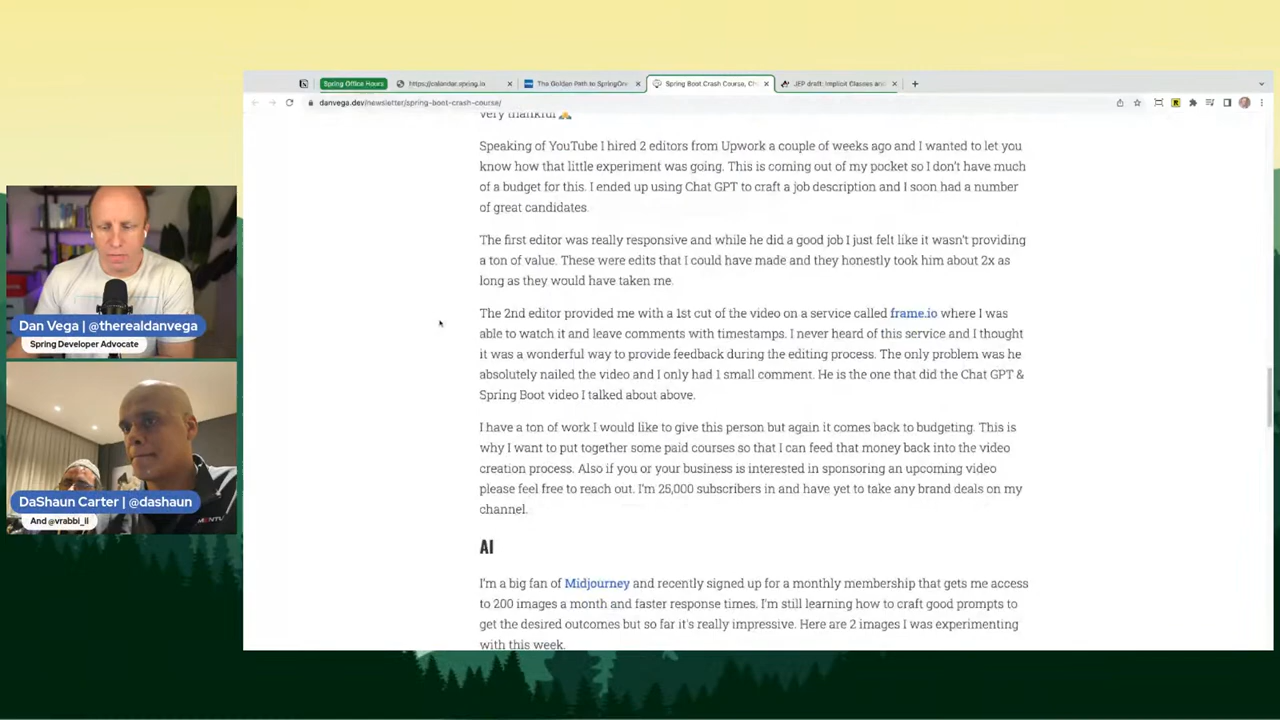 Spring Office Hours
https://calendar.spring.io
The Golden Path to SpringOne
Spring Boot Crash Course, Ch
JEP draft: Implicit Classes and
danvega.dev/newsletter/spring-boot-crash-course/
very thankful 🙏
Speaking of YouTube I hired 2 editors from Upwork a couple of weeks ago and I wanted to let you
know how that little experiment was going. This is coming out of my pocket so I don't have much
of a budget for this. I ended up using Chat GPT to craft a job description and I soon had a number
of great candidates.
The first editor was really responsive and while he did a good job I just felt like it wasn't providing
a ton of value. These were edits that I could have made and they honestly took him about 2x as
long as they would have taken me.
The 2nd editor provided me with a 1st cut of the video on a service called frame.io where I was
able to watch it and leave comments with timestamps. I never heard of this service and I thought
it was a wonderful way to provide feedback during the editing process. The only problem was he
absolutely nailed the video and I only had 1 small comment. He is the one that did the Chat GPT &
Spring Boot video I talked about above.
I have a ton of work I would like to give this person but again it comes back to budgeting. This is
why I want to put together some paid courses so that I can feed that money back into the video
creation process. Also if you or your business is interested in sponsoring an upcoming video
please feel free to reach out. I'm 25,000 subscribers in and have yet to take any brand deals on my
channel.
AI
I'm a big fan of Midjourney and recently signed up for a monthly membership that gets me access
to 200 images a month and faster response times. I'm still learning how to craft good prompts to
get the desired outcomes but so far it's really impressive. Here are 2 images I was experimenting
with this week.
Dan Vega | @therealdanvega
Spring Developer Advocate
DaShaun Carter | @dashaun
And @vrabbi_il